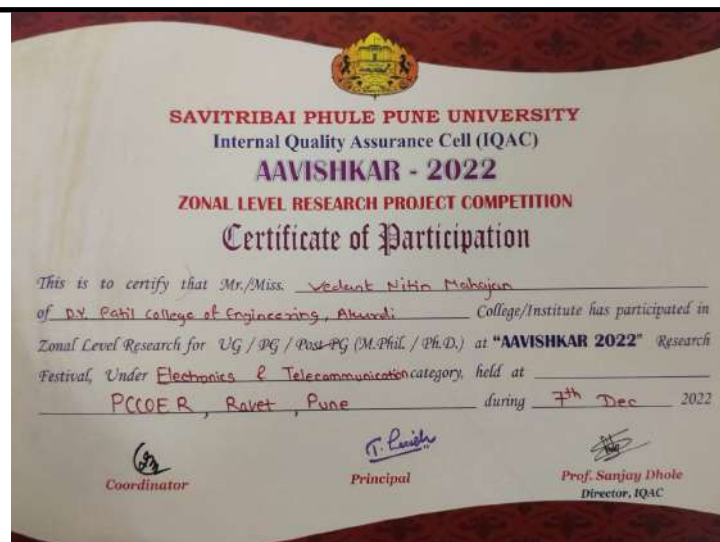 SAVITRIBAI PHULE PUNE UNIVERSITY
Internal Quality Assurance Cell (IQAC)
AAVISHKAR - 2022
ZONAL LEVEL RESEARCH PROJECT COMPETITION
Certificate of Participation
This is to certify that Mr./Miss. Vedant Nitin Mahajan
of D.Y. Patil College of Engineering, Akurdi College/Institute has participated in
Zonal Level Research for UG / PG / Post-PG (M.Phil. / Ph.D.) at "AAVISHKAR 2022" Research
Festival, Under Electronics & Telecommunication category, held at
PCCOER, Ravet, Pune during 7th Dec 2022
Coordinator Principal Prof. Sanjay Dhole
Director, IQAC